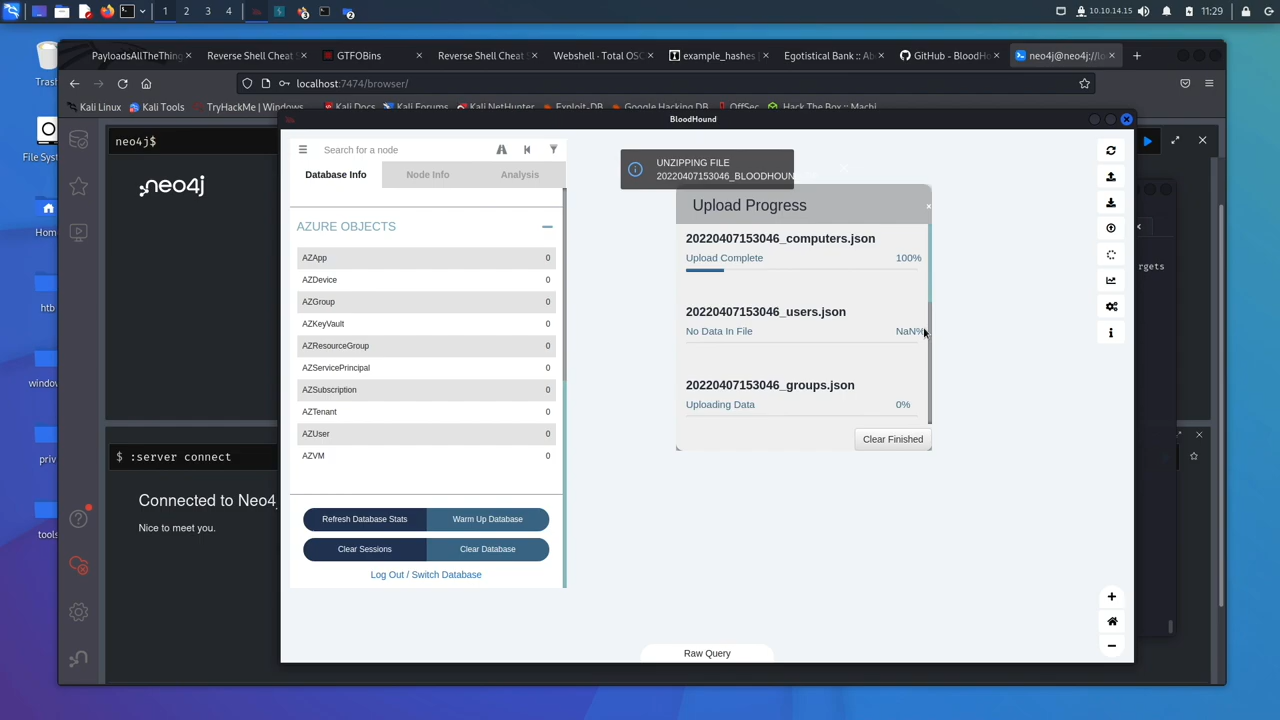 1
2
3
4
3
2
10.10.14.15
11:29
PayloadsAllTheThing
Reverse Shell Cheat S
GTFOBins
Reverse Shell Cheat S
Webshell - Total OSC
example_hashes [
Egotistical Bank :: Ab
GitHub - BloodHo
neo4j@neo4j://lo
localhost:7474/browser/
Kali Linux
Kali Tools
TryHackMe | Windows
Kali Docs
Kali Forums
Kali NetHunter
Exploit-DB
Google Hacking DB
OffSec
Hack The Box :: Machi
Trash
File Sys
Home
htb
window
priv
tools
BloodHound
neo4j$
neo4j
$ :server connect
Connected to Neo4
Nice to meet you.
rgets
Search for a node
Database Info
Node Info
Analysis
AZURE OBJECTS
AZApp 0
AZDevice 0
AZGroup 0
AZKeyVault 0
AZResourceGroup 0
AZServicePrincipal 0
AZSubscription 0
AZTenant 0
AZUser 0
AZVM 0
Refresh Database Stats
Warm Up Database
Clear Sessions
Clear Database
Log Out / Switch Database
UNZIPPING FILE
20220407153046_BLOODHOUN
Upload Progress
20220407153046_computers.json
Upload Complete 100%
20220407153046_users.json
No Data In File NaN%
20220407153046_groups.json
Uploading Data 0%
Clear Finished
Raw Query